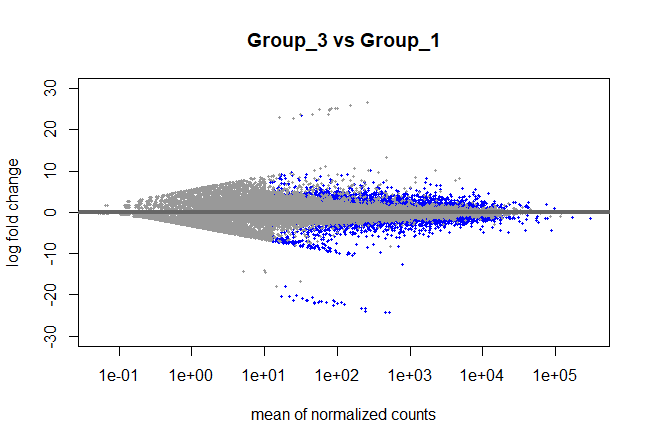 Group_3 vs Group_1
30
20
10
0
-10
-20
-30
log fold change
1e-01 1e+00 1e+01 1e+02 1e+03 1e+04 1e+05
mean of normalized counts